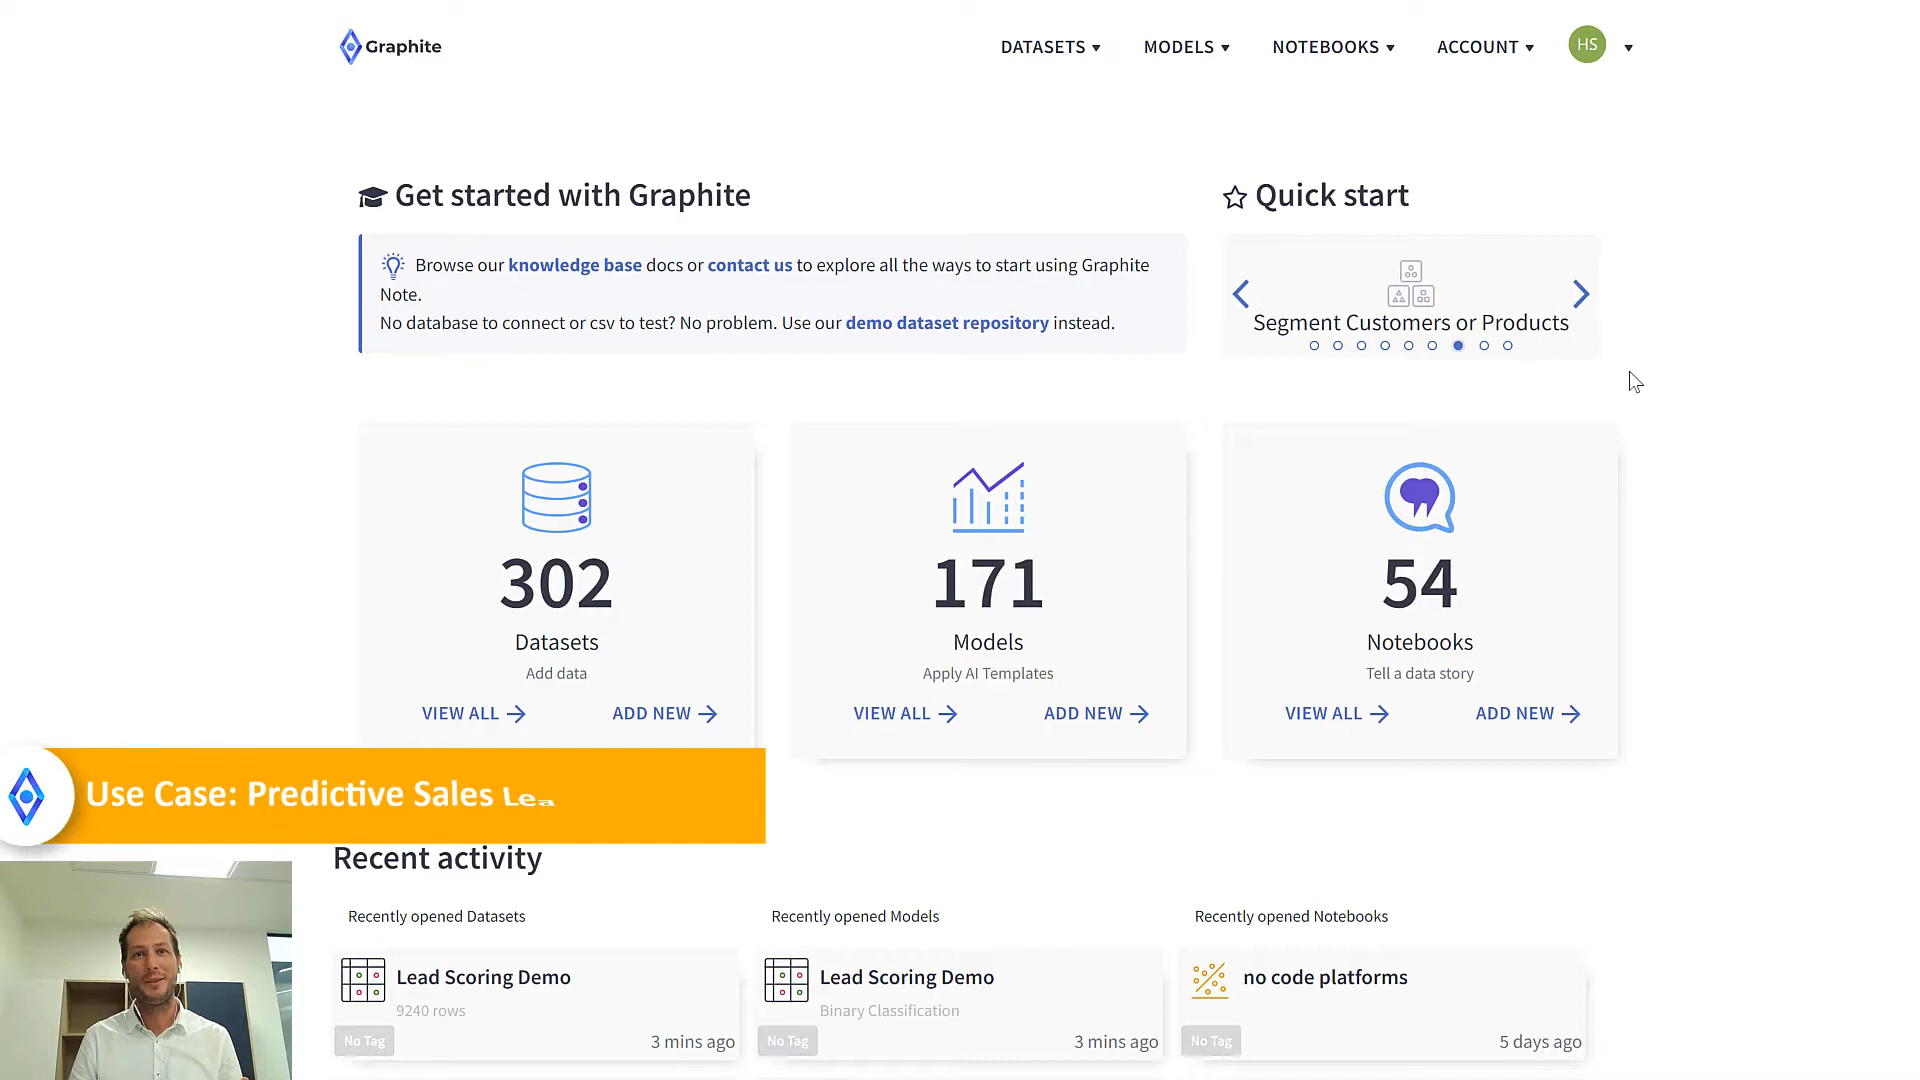 Graphite
DATASETS
MODELS
NOTEBOOKS
ACCOUNT
HS
Get started with Graphite
Browse our knowledge base docs or contact us to explore all the ways to start using Graphite
Note.
No database to connect or csv to test? No problem. Use our demo dataset repository instead.
Quick start
Segment Customers or Products
302
Datasets
Add data
VIEW ALL
ADD NEW
171
Models
Apply AI Templates
VIEW ALL
ADD NEW
54
Notebooks
Tell a data story
VIEW ALL
ADD NEW
Use Case: Predictive Sales Lea
Recent activity
Recently opened Datasets
Lead Scoring Demo
9240 rows
No Tag
3 mins ago
Recently opened Models
Lead Scoring Demo
Binary Classification
No Tag
3 mins ago
Recently opened Notebooks
no code platforms
No Tag
5 days ago